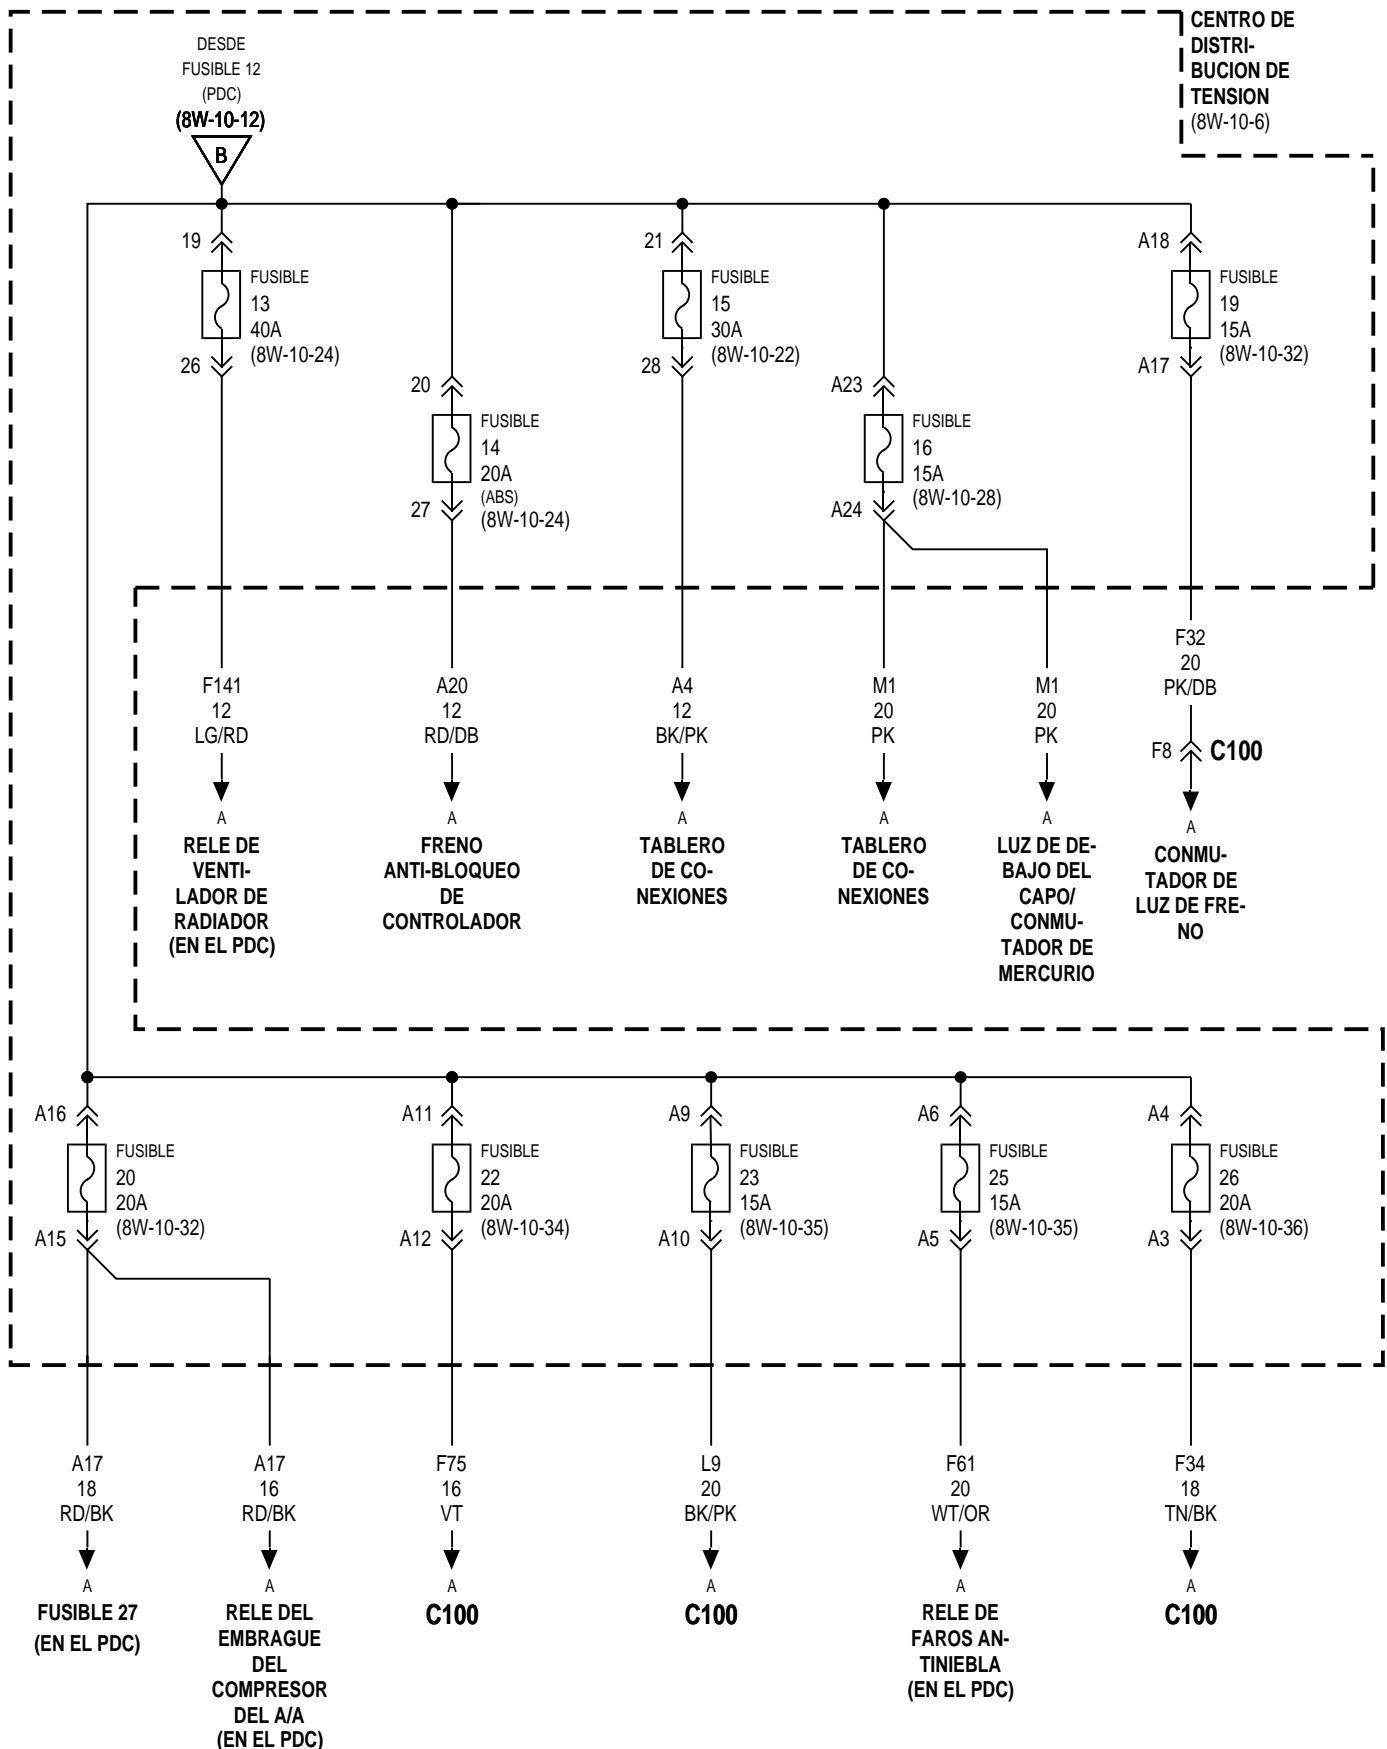 CENTRO DE
DISTRI-
BUCION DE
TENSION
(8W-10-6)
DESDE
FUSIBLE 12
(PDC)
(8W-10-12)
B
19
FUSIBLE
13
40A
(8W-10-24)
26
20
FUSIBLE
14
20A
(ABS)
(8W-10-24)
27
21
FUSIBLE
15
30A
(8W-10-22)
28
A23
FUSIBLE
16
15A
(8W-10-28)
A24
A18
FUSIBLE
19
15A
(8W-10-32)
A17
F141
12
LG/RD
A
RELE DE
VENTI-
LADOR DE
RADIADOR
(EN EL PDC)
A20
12
RD/DB
A
FRENO
ANTI-BLOQUEO
DE
CONTROLADOR
A4
12
BK/PK
A
TABLERO
DE CO-
NEXIONES
M1
20
PK
A
TABLERO
DE CO-
NEXIONES
M1
20
PK
A
LUZ DE DE-
BAJO DEL
CAPO/
CONMU-
TADOR DE
MERCURIO
F32
20
PK/DB
F8 C100
A
CONMU-
TADOR DE
LUZ DE FRE-
NO
A16
FUSIBLE
20
20A
(8W-10-32)
A15
A11
FUSIBLE
22
20A
(8W-10-34)
A12
A9
FUSIBLE
23
15A
(8W-10-35)
A10
A6
FUSIBLE
25
15A
(8W-10-35)
A5
A4
FUSIBLE
26
20A
(8W-10-36)
A3
A17
18
RD/BK
A
FUSIBLE 27
(EN EL PDC)
A17
16
RD/BK
A
RELE DEL
EMBRAGUE
DEL
COMPRESOR
DEL A/A
(EN EL PDC)
F75
16
VT
A
C100
L9
20
BK/PK
A
C100
F61
20
WT/OR
A
RELE DE
FAROS AN-
TINIEBLA
(EN EL PDC)
F34
18
TN/BK
A
C100